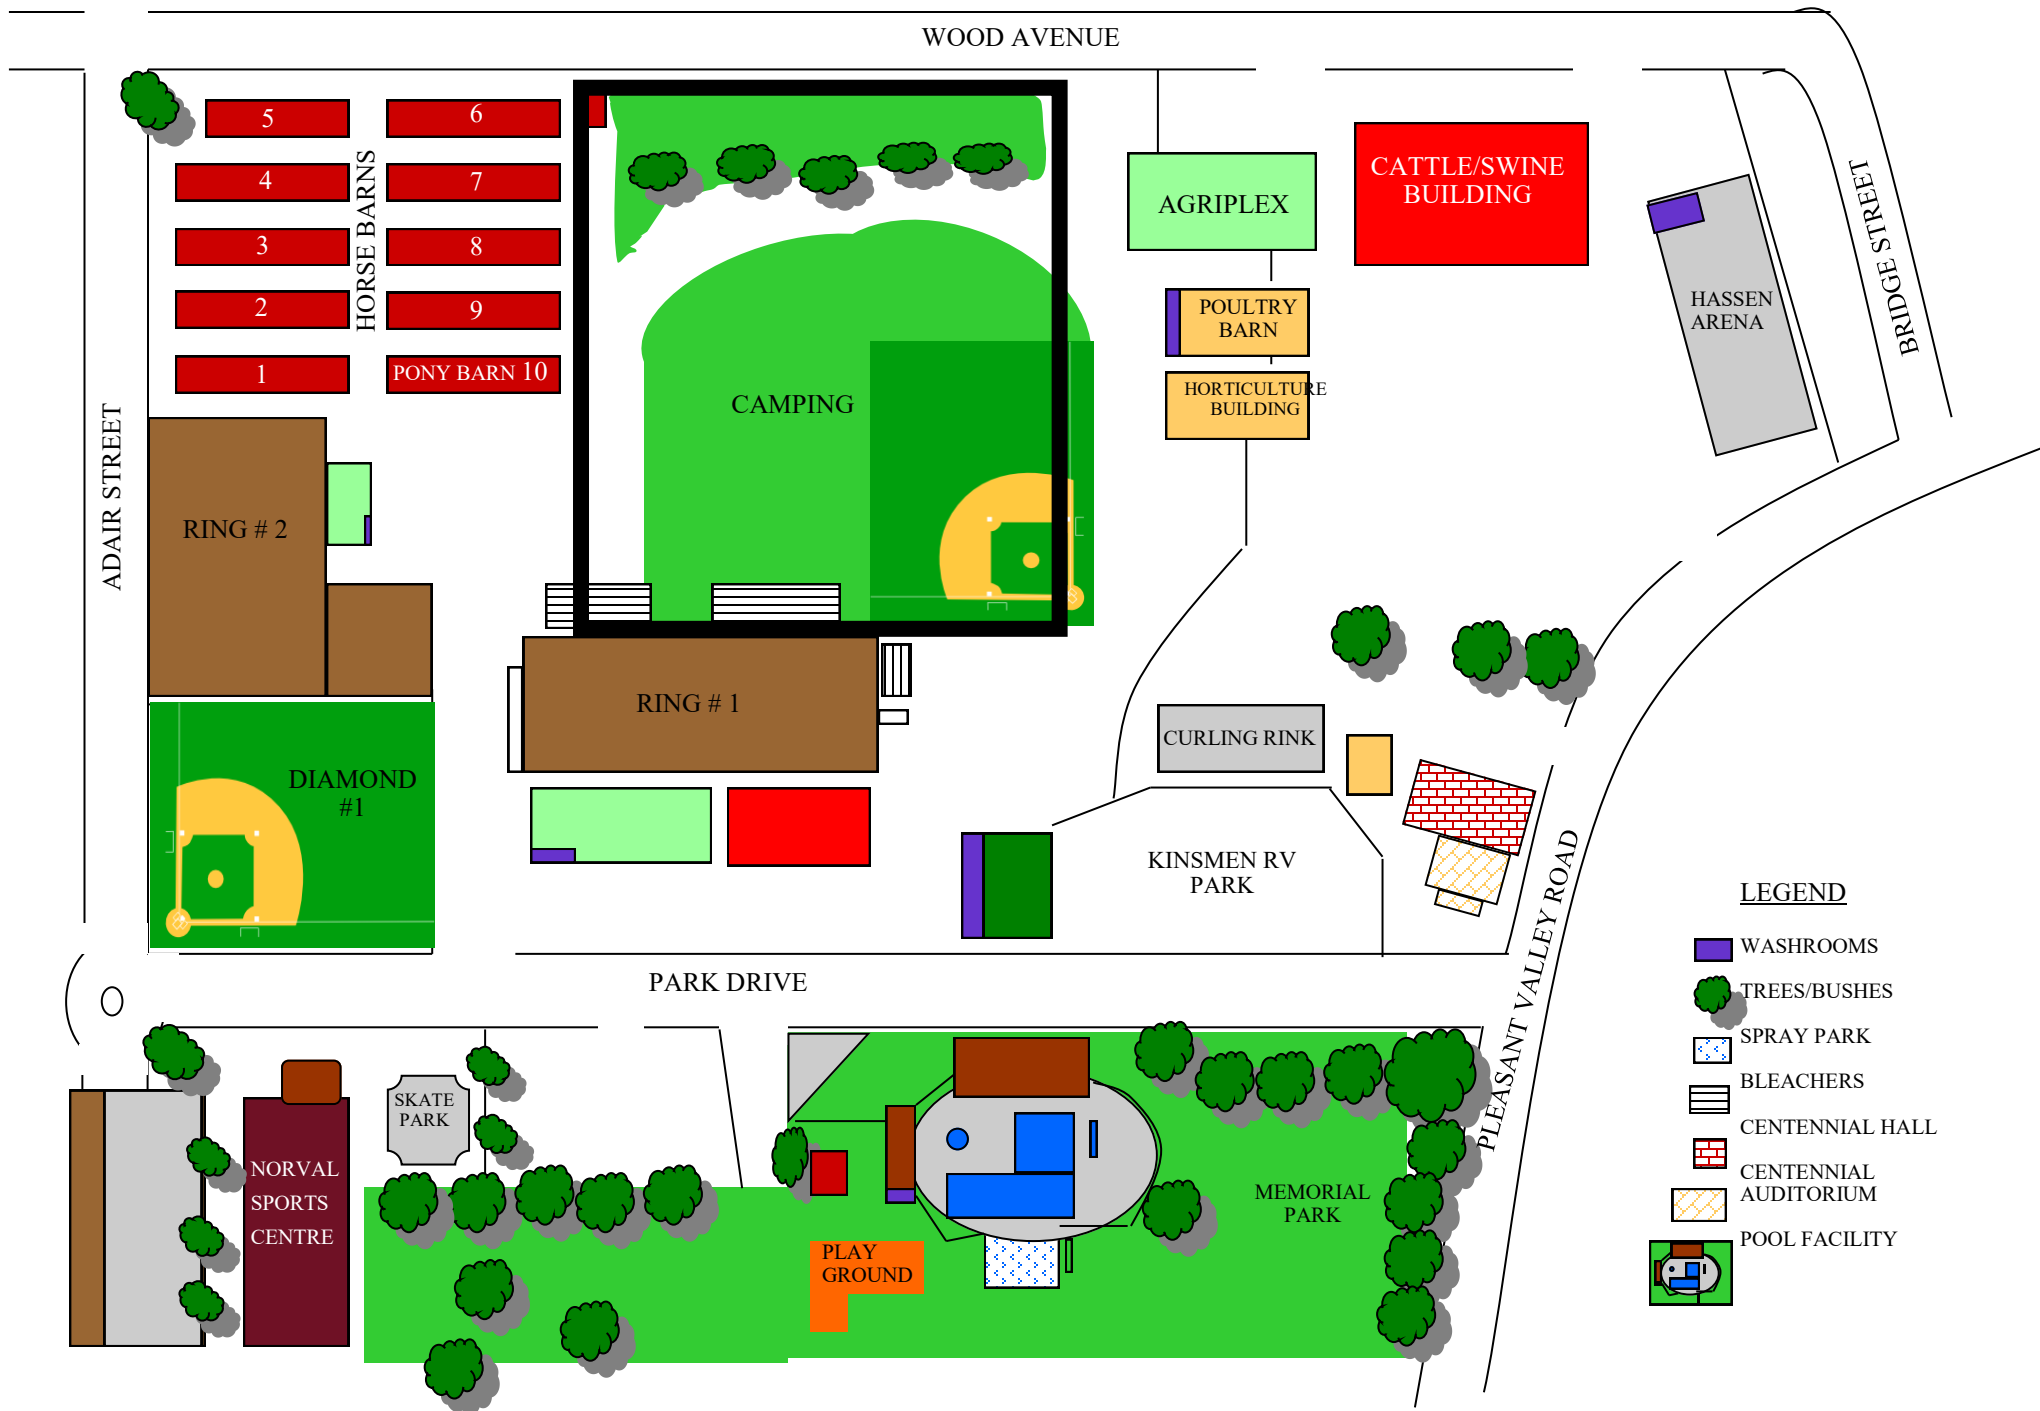 WOOD AVENUE
5
6
4
7
3
8
2
9
1
PONY BARN 10
HORSE BARNS
AGRIPLEX
CATTLE/SWINE
BUILDING
BRIDGE STREET
HASSEN
ARENA
POULTRY
BARN
HORTICULTURE
BUILDING
CAMPING
ADAIR STREET
RING # 2
RING # 1
DIAMOND
#1
CURLING RINK
KINSMEN RV
PARK
PLEASANT VALLEY ROAD
PARK DRIVE
SKATE
PARK
NORVAL
SPORTS
CENTRE
PLAY
GROUND
MEMORIAL
PARK
LEGEND
WASHROOMS
TREES/BUSHES
SPRAY PARK
BLEACHERS
CENTENNIAL HALL
CENTENNIAL
AUDITORIUM
POOL FACILITY